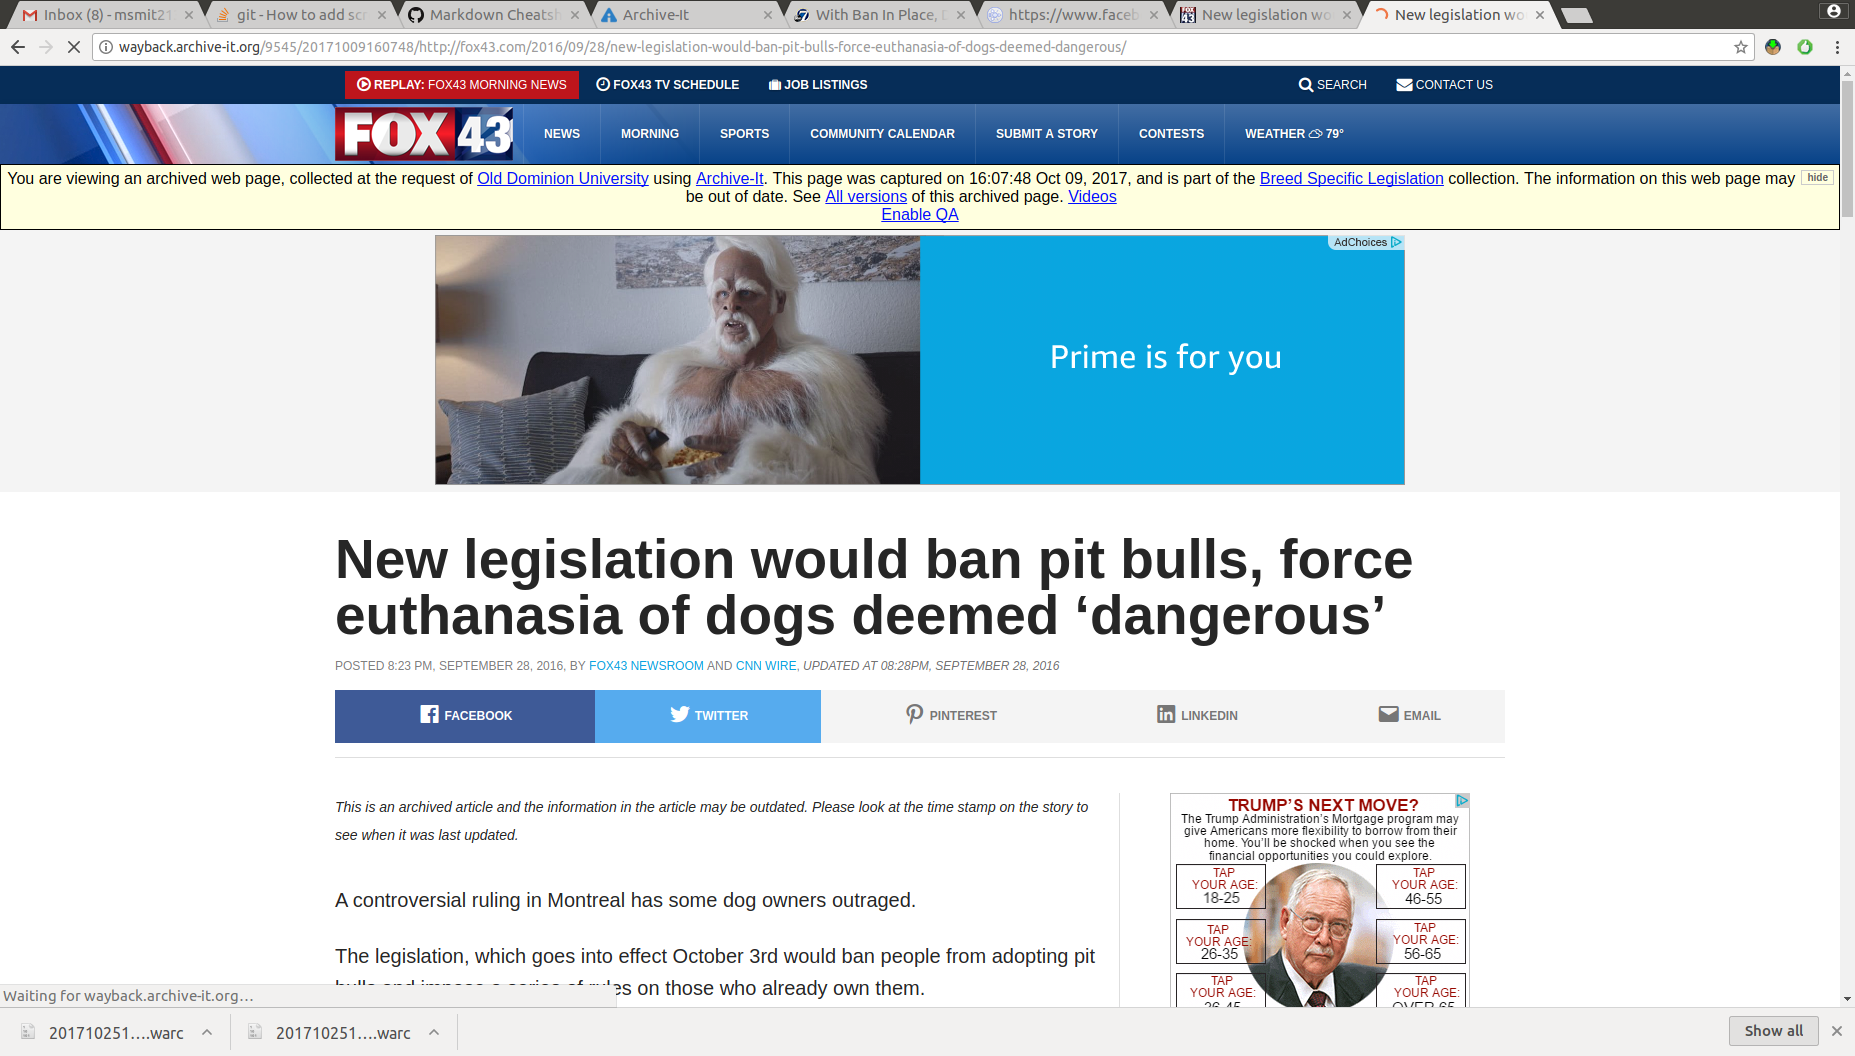 Inbox (8) - msmit21
git - How to add scr
Markdown Cheatsh
Archive-It
With Ban In Place, D
https://www.faceb
New legislation wo
New legislation wo
wayback.archive-it.org/9545/20171009160748/http://fox43.com/2016/09/28/new-legislation-would-ban-pit-bulls-force-euthanasia-of-dogs-deemed-dangerous/
REPLAY: FOX43 MORNING NEWS
FOX43 TV SCHEDULE
JOB LISTINGS
SEARCH
CONTACT US
FOX 43
NEWS
MORNING
SPORTS
COMMUNITY CALENDAR
SUBMIT A STORY
CONTESTS
WEATHER 79°
You are viewing an archived web page, collected at the request of Old Dominion University using Archive-It. This page was captured on 16:07:48 Oct 09, 2017, and is part of the Breed Specific Legislation collection. The information on this web page may
hide
be out of date. See All versions of this archived page. Videos
Enable QA
AdChoices
Prime is for you
New legislation would ban pit bulls, force
euthanasia of dogs deemed ‘dangerous’
POSTED 8:23 PM, SEPTEMBER 28, 2016, BY FOX43 NEWSROOM AND CNN WIRE, UPDATED AT 08:28PM, SEPTEMBER 28, 2016
FACEBOOK
TWITTER
PINTEREST
LINKEDIN
EMAIL
This is an archived article and the information in the article may be outdated. Please look at the time stamp on the story to
see when it was last updated.
A controversial ruling in Montreal has some dog owners outraged.
The legislation, which goes into effect October 3rd would ban people from adopting pit
bulls and impose a series of rules on those who already own them.
TRUMP'S NEXT MOVE?
The Trump Administration's Mortgage program may
give Americans more flexibility to borrow from their
home. You'll be shocked when you see the
financial opportunities you could explore.
TAP
YOUR AGE:
18-25
TAP
YOUR AGE:
46-55
TAP
YOUR AGE:
26-35
TAP
YOUR AGE:
56-65
TAP
YOUR AGE:
36-45
TAP
YOUR AGE:
OVER 65
Waiting for wayback.archive-it.org...
201710251....warc
201710251....warc
Show all